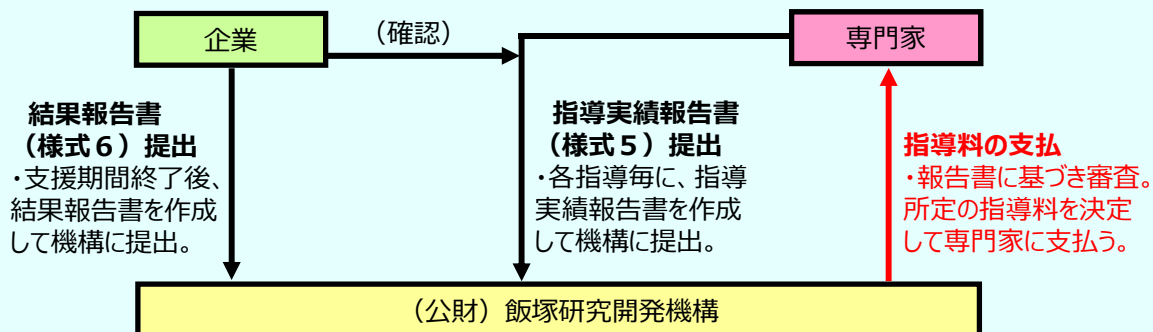 企業
（確認）
専門家
結果報告書
（様式６）提出
・支援期間終了後、
結果報告書を作成
して機構に提出。
指導実績報告書
（様式５）提出
・各指導毎に、指導
実績報告書を作成
して機構に提出。
指導料の支払
・報告書に基づき審査。
所定の指導料を決定
して専門家に支払う。
（公財）飯塚研究開発機構